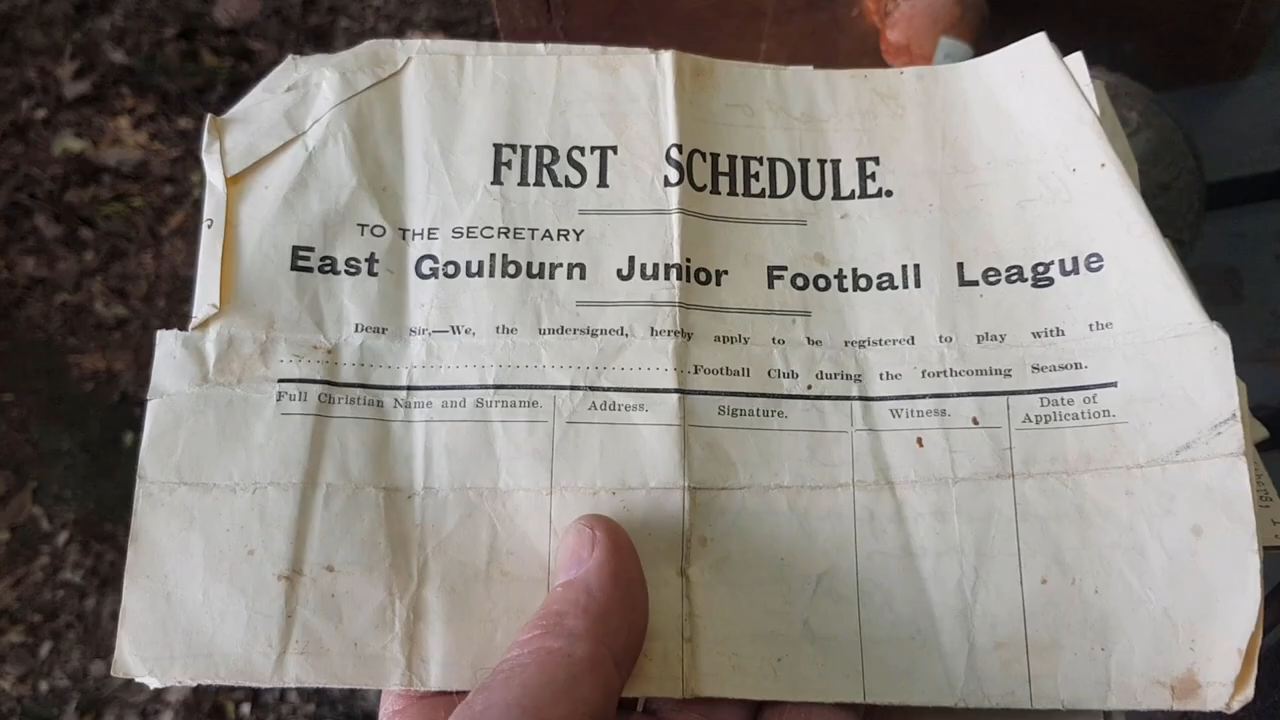 FIRST SCHEDULE.
TO THE SECRETARY
East Goulburn Junior Football League
Dear Sir,—We, the undersigned, hereby apply to be registered to play with the
........................................Football Club during the forthcoming Season.
Full Christian Name and Surname. Address. Signature. Witness. Date of Application.